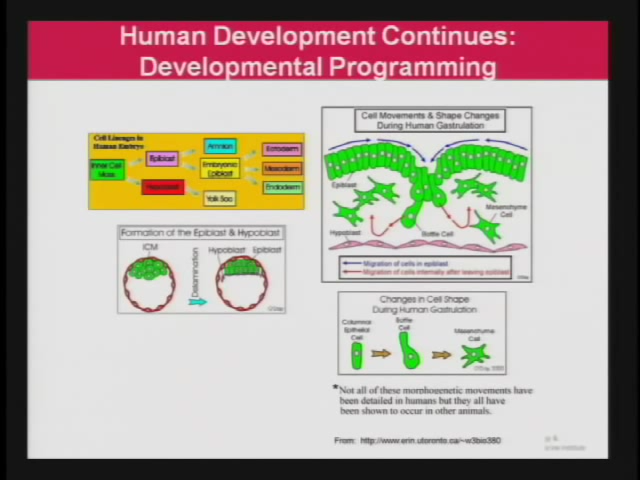 Human Development Continues:
Developmental Programming
Cell Lineages In
Human Embryo
Inner Cell
Mass
Epiblast
Hypoblast
Amnion
Embryonic
Epiblast
Yolk Sac
Ectoderm
Mesoderm
Endoderm
Formation of the Epiblast & Hypoblast
ICM
Delamination
Hypoblast
Epiblast
Cell Movements & Shape Changes
During Human Gastrulation
Epiblast
Mesenchyme
Cell
Hypoblast
Bottle Cell
Migration of cells in epiblast
Migration of cells internally after leaving epiblast
Changes in Cell Shape
During Human Gastrulation
Columnar
Epithelial
Cell
Bottle
Cell
Mesenchyme
Cell
*Not all of these morphogenetic movements have
been detailed in humans but they all have
been shown to occur in other animals.
From: http://www.erin.utoronto.ca/~w3bio380